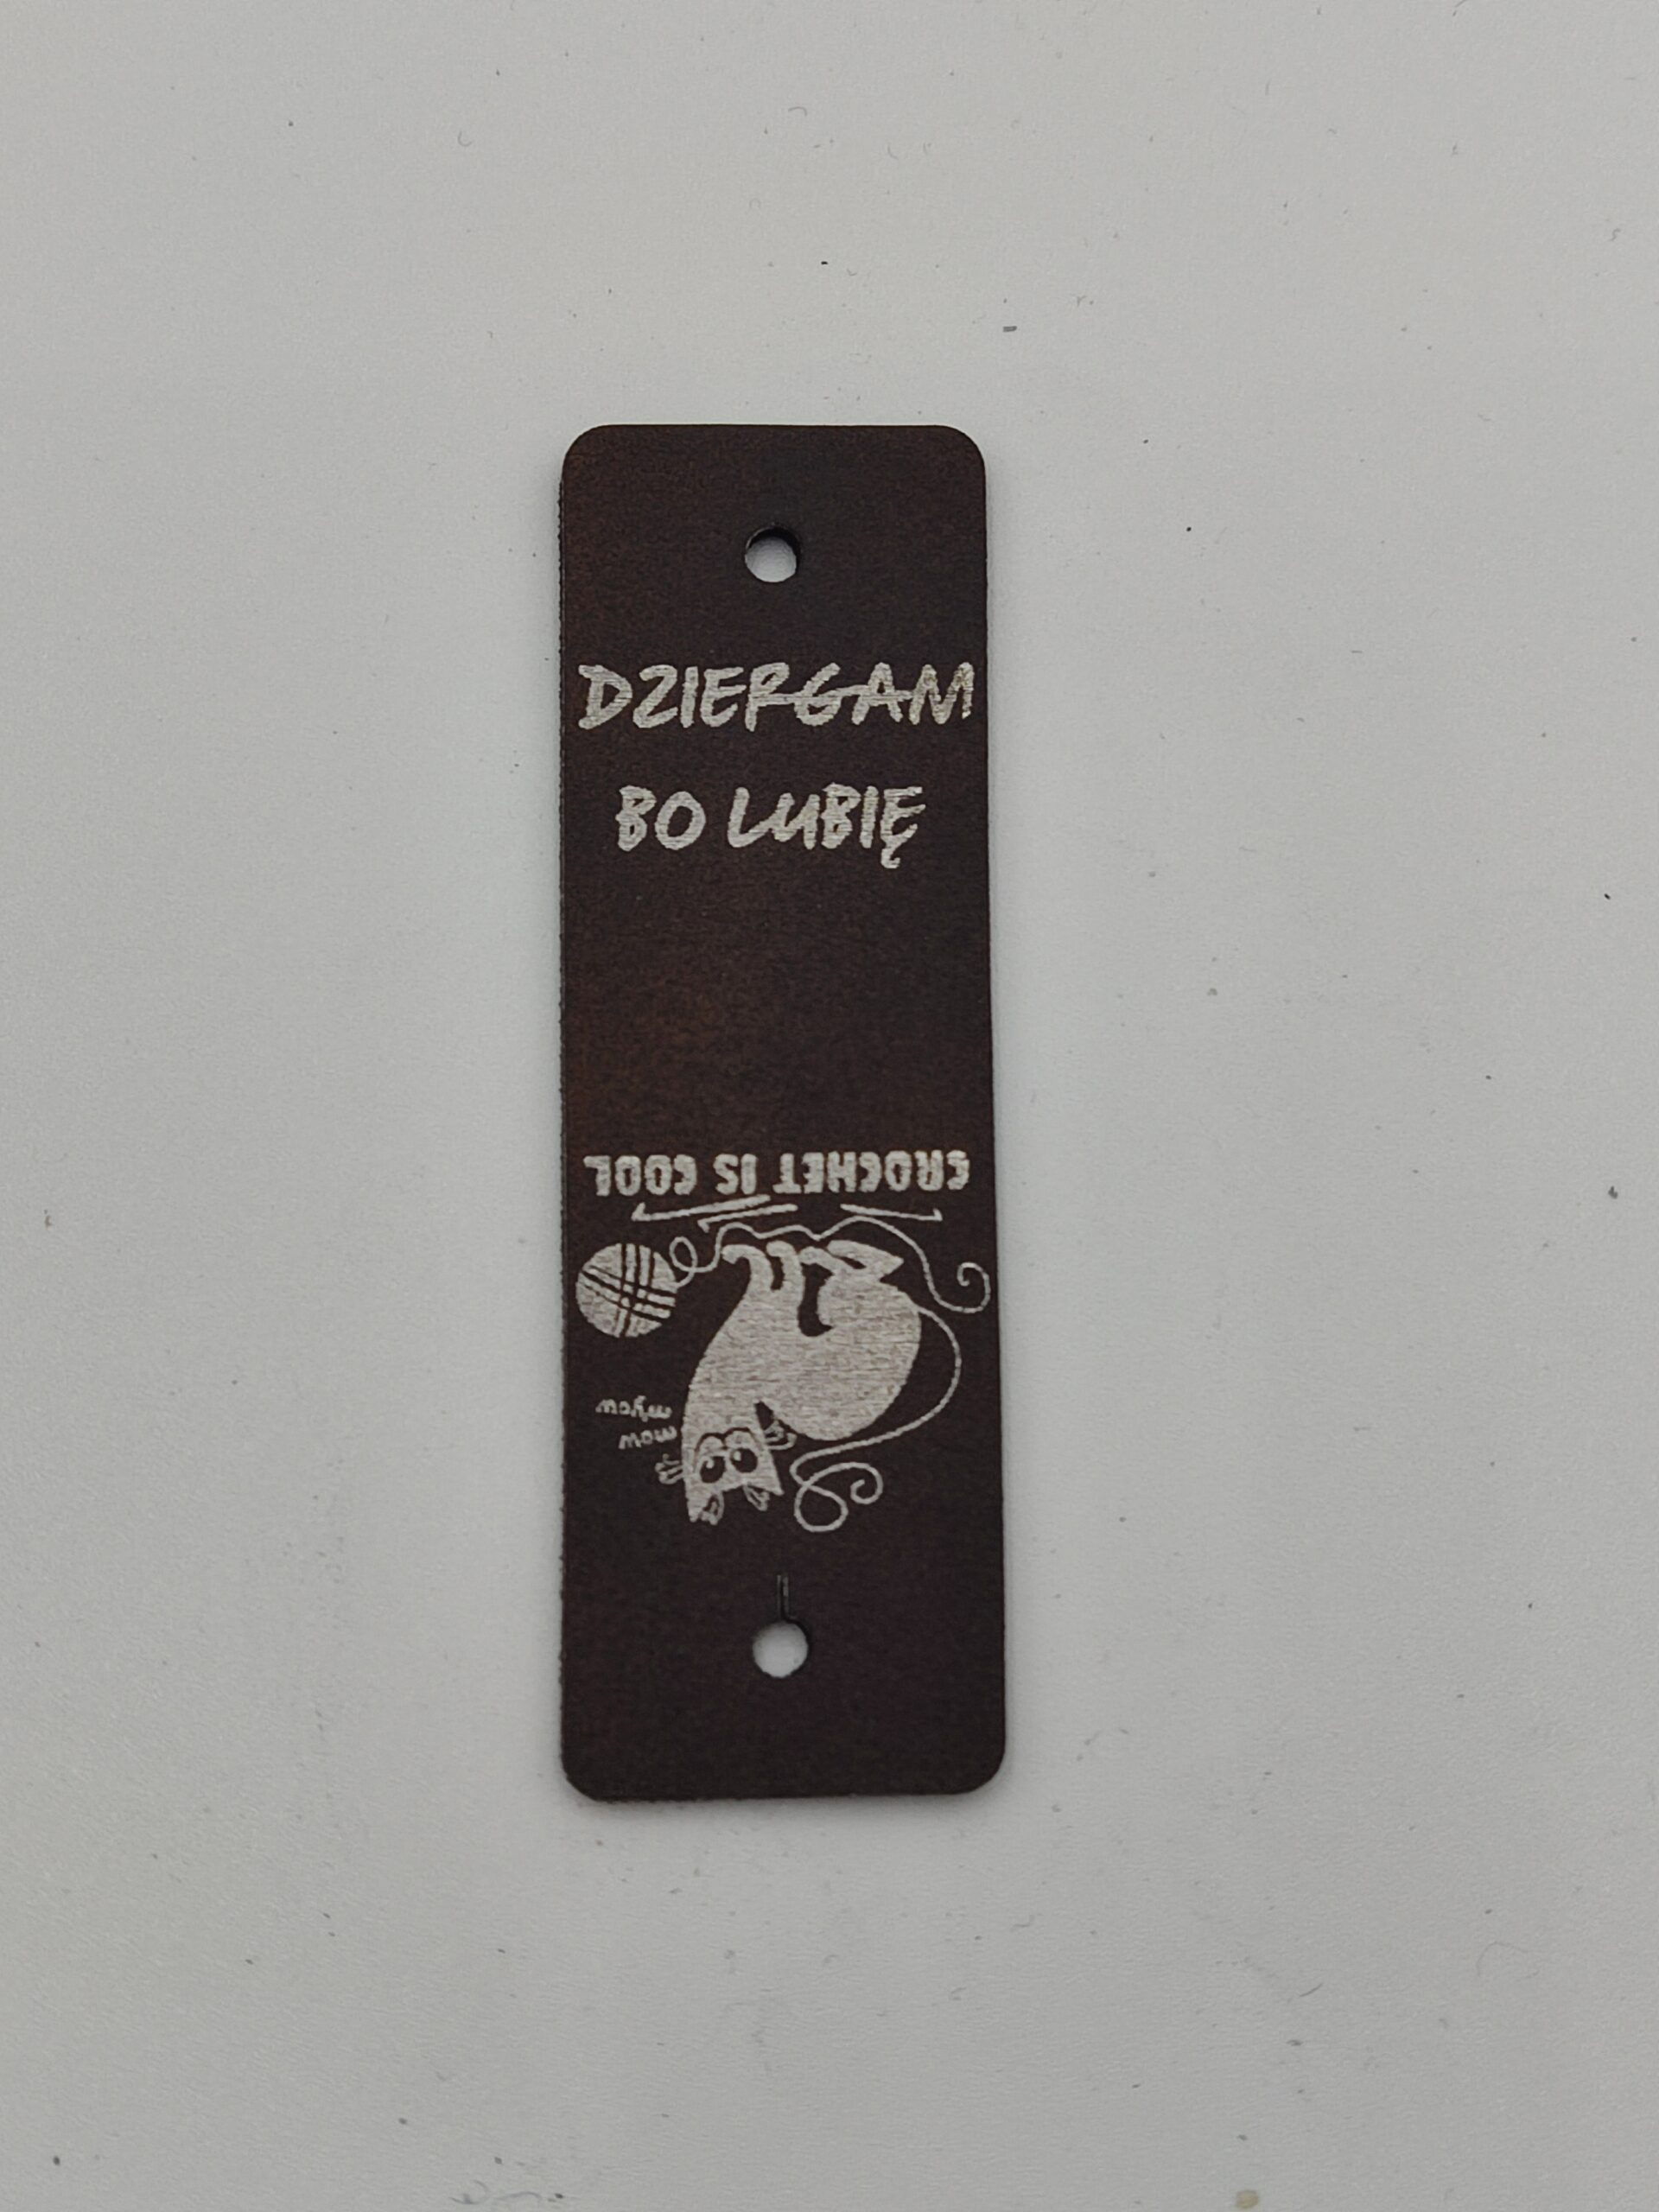 DZIERGAM
BO LUBIĘ
CROCHET IS COOL
myow
mow